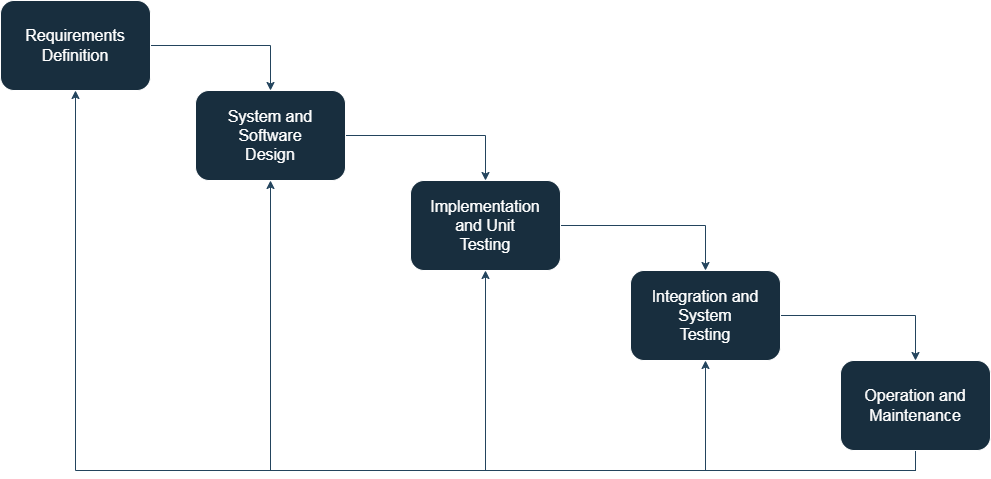 Requirements
Definition
System and
Software
Design
Implementation
and Unit
Testing
Integration and
System
Testing
Operation and
Maintenance